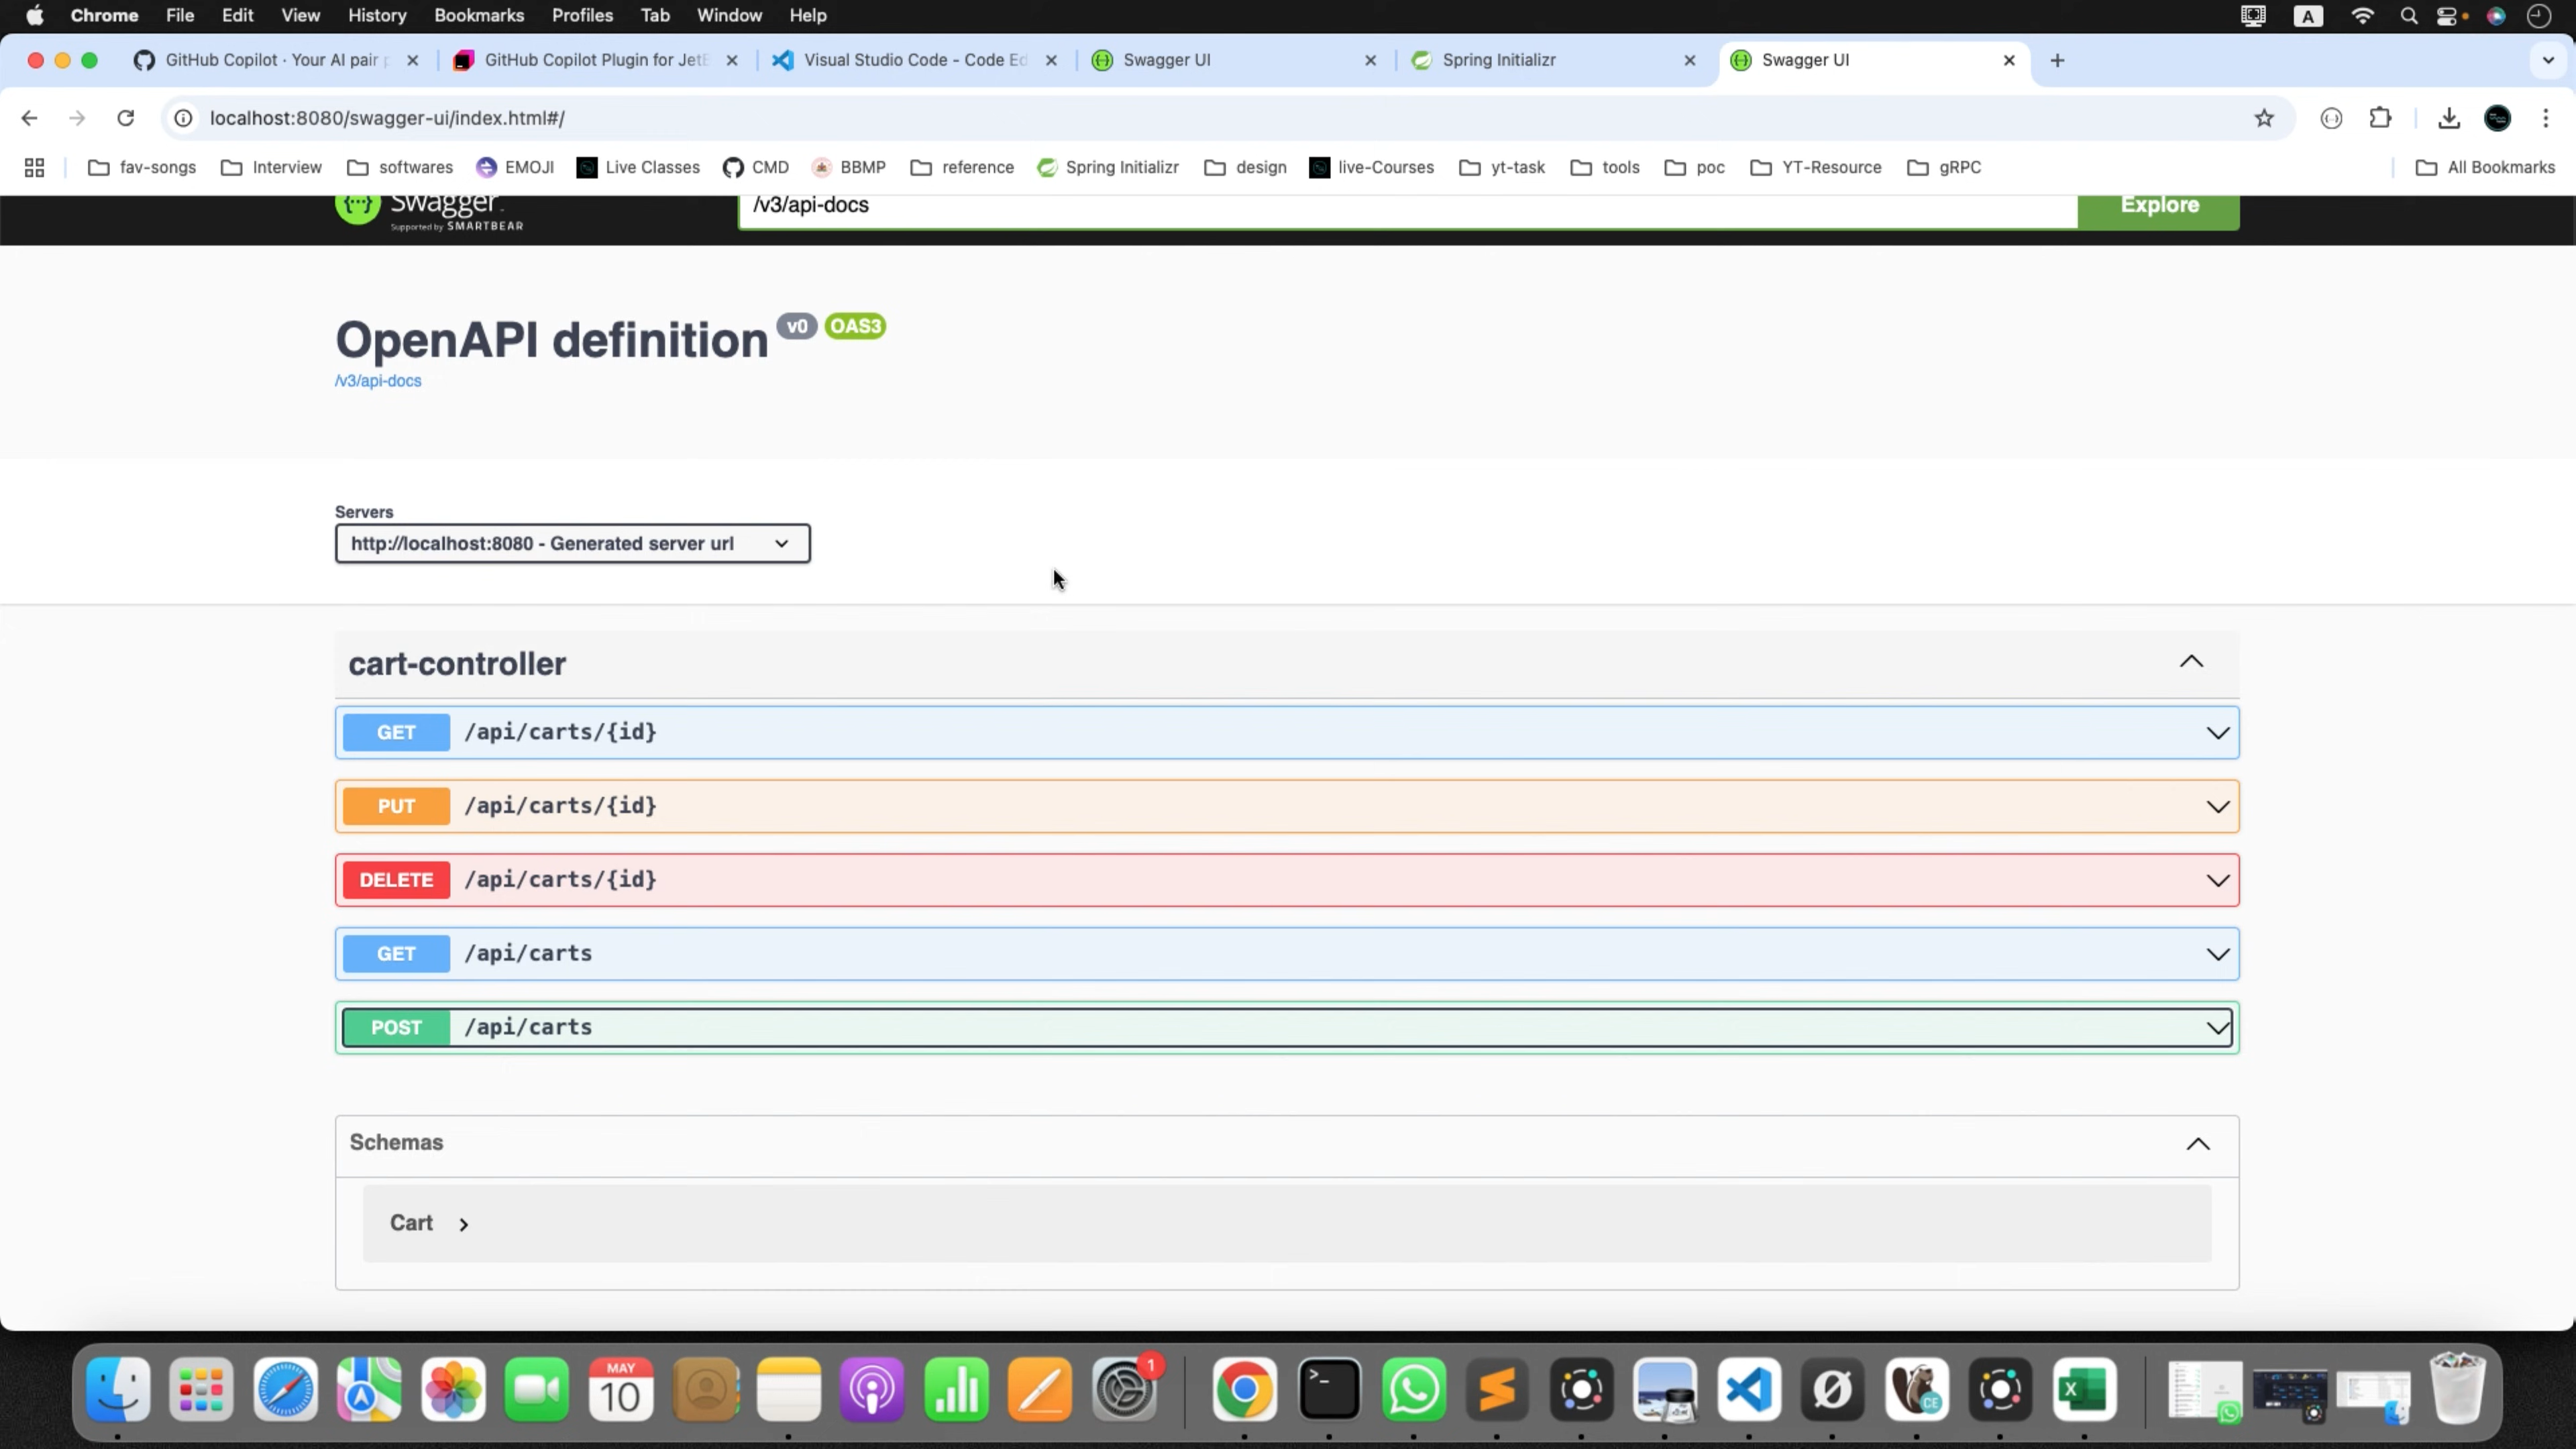 Chrome File Edit View History Bookmarks Profiles Tab Window Help
A
GitHub Copilot · Your AI pair
GitHub Copilot Plugin for Jet
Visual Studio Code - Code Ed
Swagger UI
Spring Initializr
Swagger UI
localhost:8080/swagger-ui/index.html#/
fav-songs Interview softwares EMOJI Live Classes CMD BBMP reference Spring Initializr design live-Courses yt-task tools poc YT-Resource gRPC All Bookmarks
Swagger
Supported by SMARTBEAR
/v3/api-docs
Explore
OpenAPI definition v0 OAS3
/v3/api-docs
Servers
http://localhost:8080 - Generated server url
cart-controller
GET /api/carts/{id}
PUT /api/carts/{id}
DELETE /api/carts/{id}
GET /api/carts
POST /api/carts
Schemas
Cart
MAY
10
1
CE
X